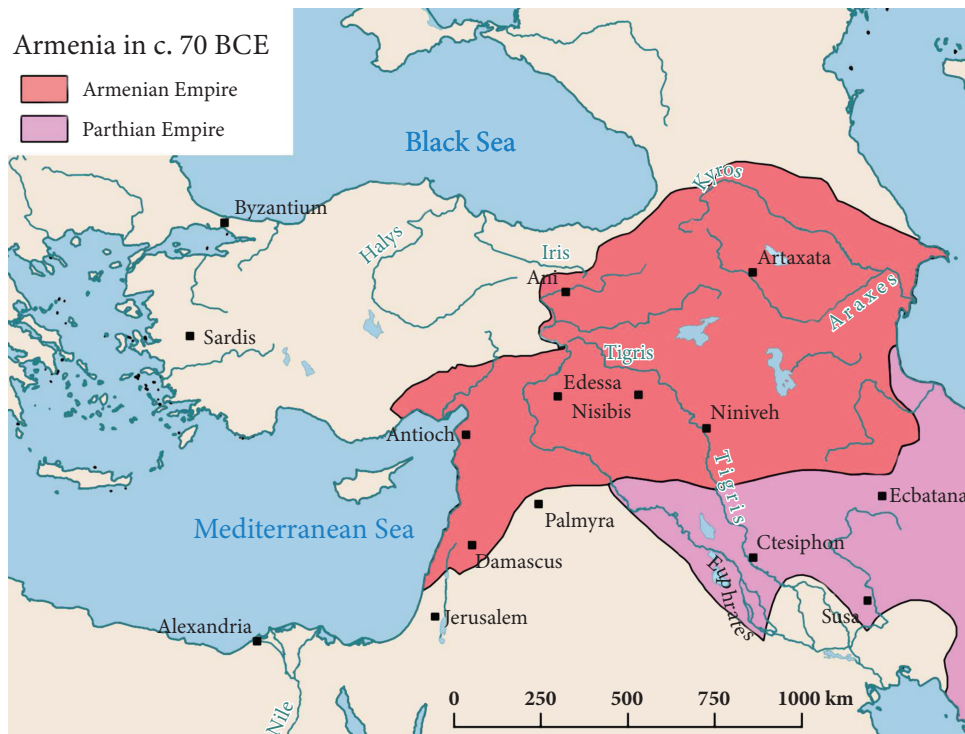 Armenia in c. 70 BCE
Armenian Empire
Parthian Empire
Black Sea
Kyros
Byzantium
Halys
Iris
Artaxata
Ani
Araxes
Sardis
Tigris
Edessa
Nisibis
Niniveh
Antioch
Tigris
Ecbatana
Mediterranean Sea
Palmyra
Ctesiphon
Damascus
Euphrates
Susa
Jerusalem
Alexandria
Nile
0 250 500 750 1000 km